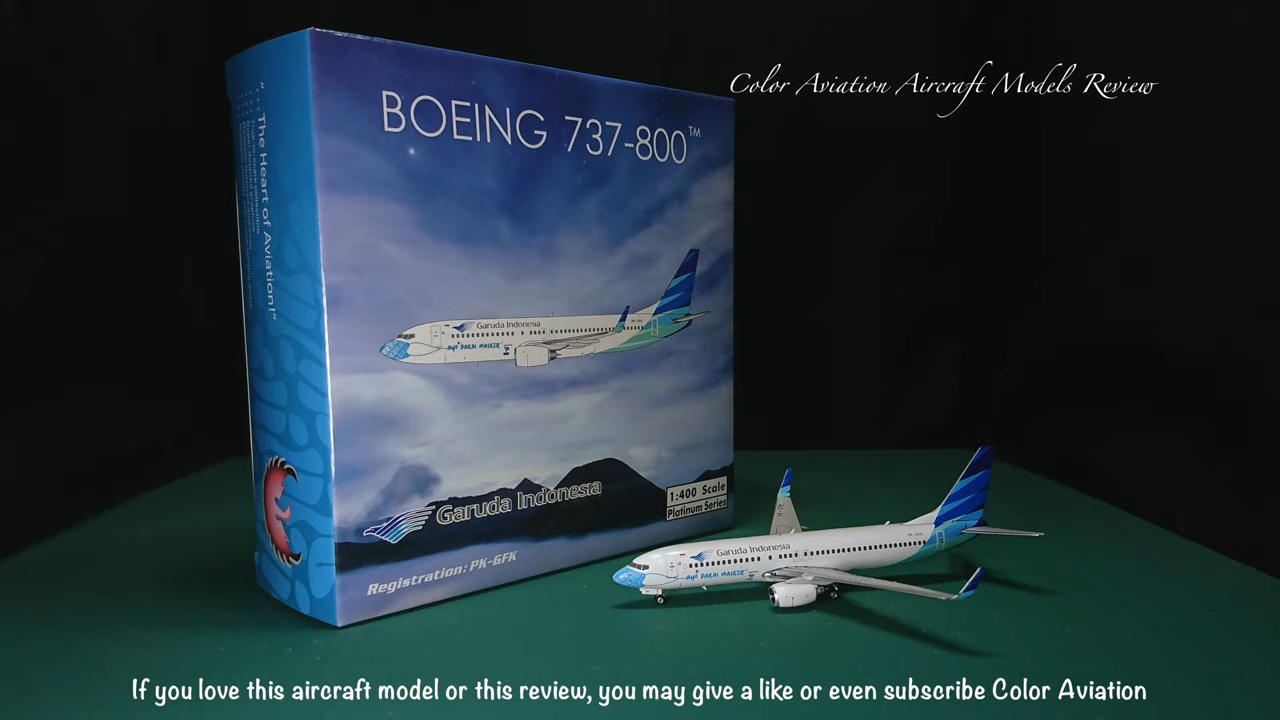 Color Aviation Aircraft Models Review
BOEING 737-800™
"The Heart of Aviation!"
Garuda Indonesia
Ayo PAKAI MASKER
Garuda Indonesia
1:400 Scale
Platinum Series
Registration: PK-GFK
Garuda Indonesia
Ayo PAKAI MASKER
If you love this aircraft model or this review, you may give a like or even subscribe Color Aviation